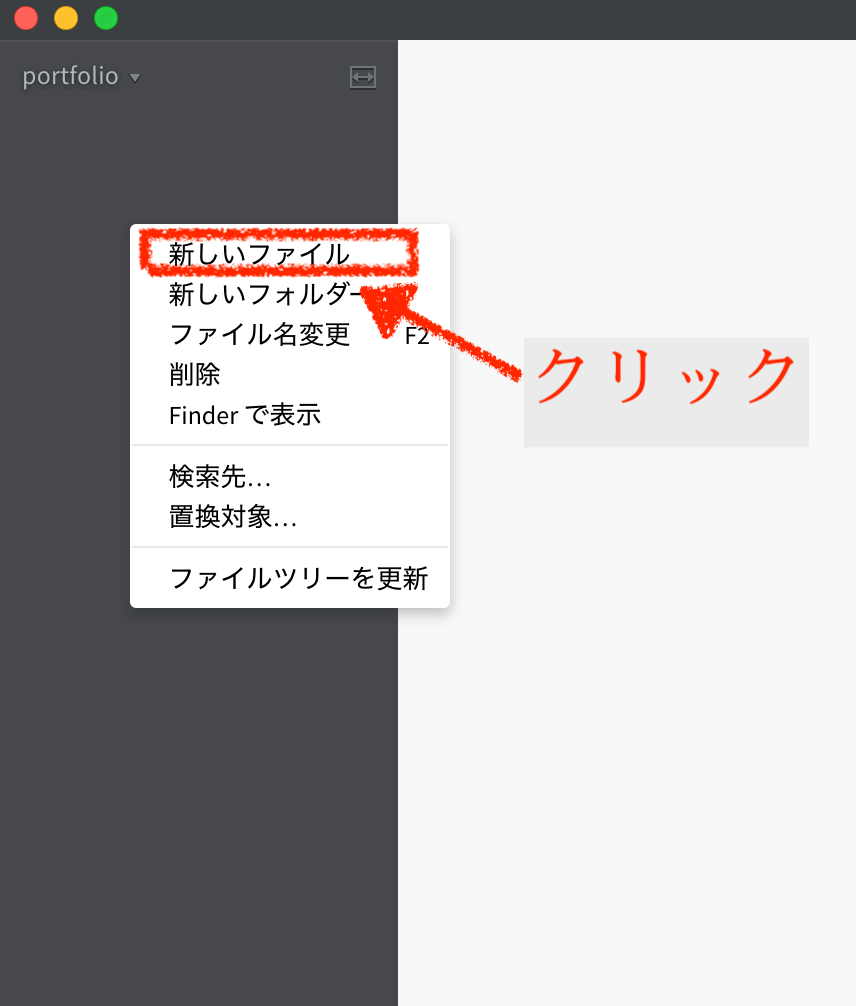 portfolio
新しいファイル
新しいフォルダー
ファイル名変更 F2
削除
Finder で表示
検索先…
置換対象…
ファイルツリーを更新
クリック